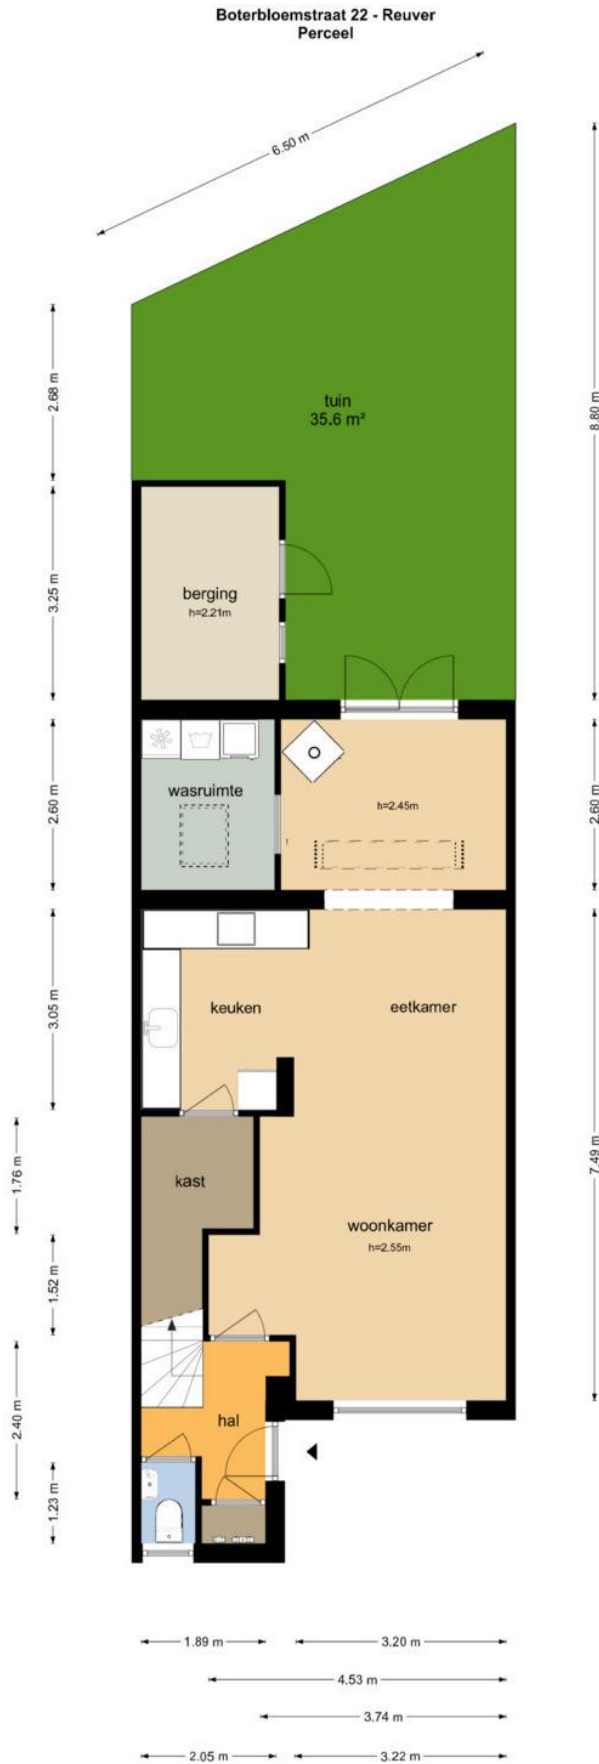 Boterbloemstraat 22 - Reuver
Perceel
6.50 m
2.68 m
8.80 m
tuin
35.6 m²
3.25 m
berging
h=2.21m
2.60 m
wasruimte
h=2.45m
2.60 m
3.05 m
keuken
eetkamer
7.49 m
1.76 m
kast
woonkamer
h=2.55m
1.52 m
2.40 m
hal
1.23 m
1.89 m
3.20 m
4.53 m
3.74 m
2.05 m
3.22 m